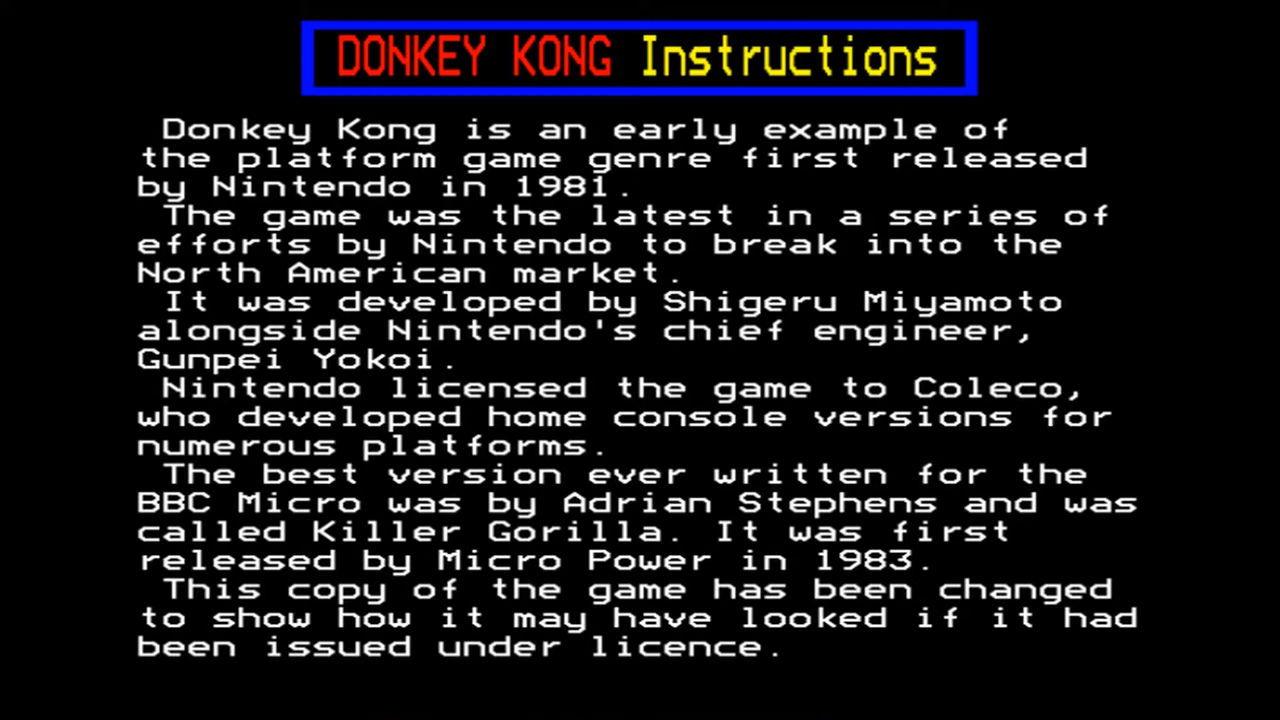 DONKEY KONG Instructions
Donkey Kong is an early example of
the platform game genre first released
by Nintendo in 1981.
The game was the latest in a series of
efforts by Nintendo to break into the
North American market.
It was developed by Shigeru Miyamoto
alongside Nintendo's chief engineer,
Gunpei Yokoi.
Nintendo licensed the game to Coleco,
who developed home console versions for
numerous platforms.
The best version ever written for the
BBC Micro was by Adrian Stephens and was
called Killer Gorilla. It was first
released by Micro Power in 1983.
This copy of the game has been changed
to show how it may have looked if it had
been issued under licence.